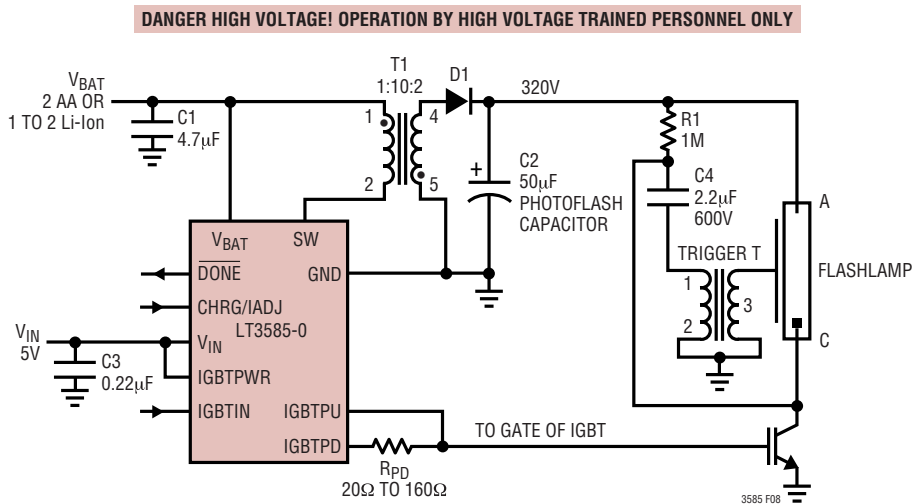 DANGER HIGH VOLTAGE! OPERATION BY HIGH VOLTAGE TRAINED PERSONNEL ONLY
VBAT
2 AA OR
1 TO 2 Li-Ion
C1
4.7µF
T1
1:10:2
1
2
4
5
D1
320V
C2
50µF
PHOTOFLASH
CAPACITOR
+
R1
1M
C4
2.2µF
600V
TRIGGER T
1
2
3
A
FLASHLAMP
C
VBAT
SW
DONE
GND
CHRG/IADJ
LT3585-0
VIN
IGBTPWR
IGBTIN
IGBTPU
IGBTPD
VIN
5V
C3
0.22µF
RPD
20Ω TO 160Ω
TO GATE OF IGBT
3585 F08